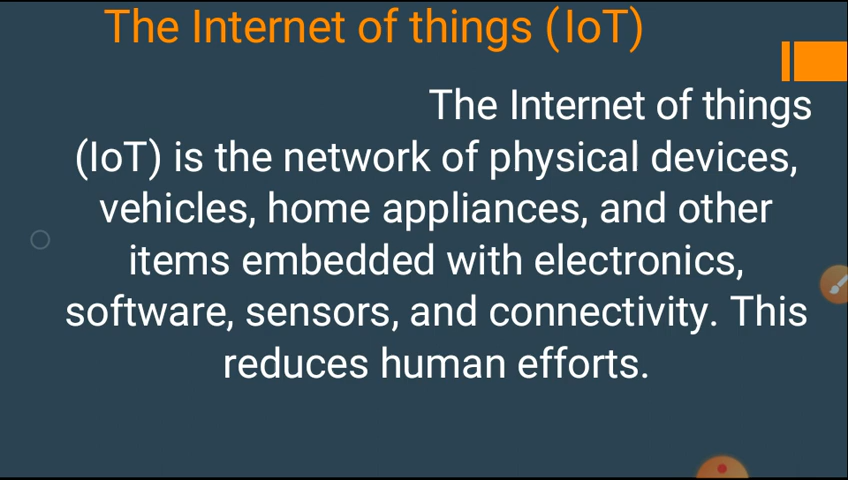 The Internet of things (IoT)
The Internet of things
(IoT) is the network of physical devices,
vehicles, home appliances, and other
items embedded with electronics,
software, sensors, and connectivity. This
reduces human efforts.